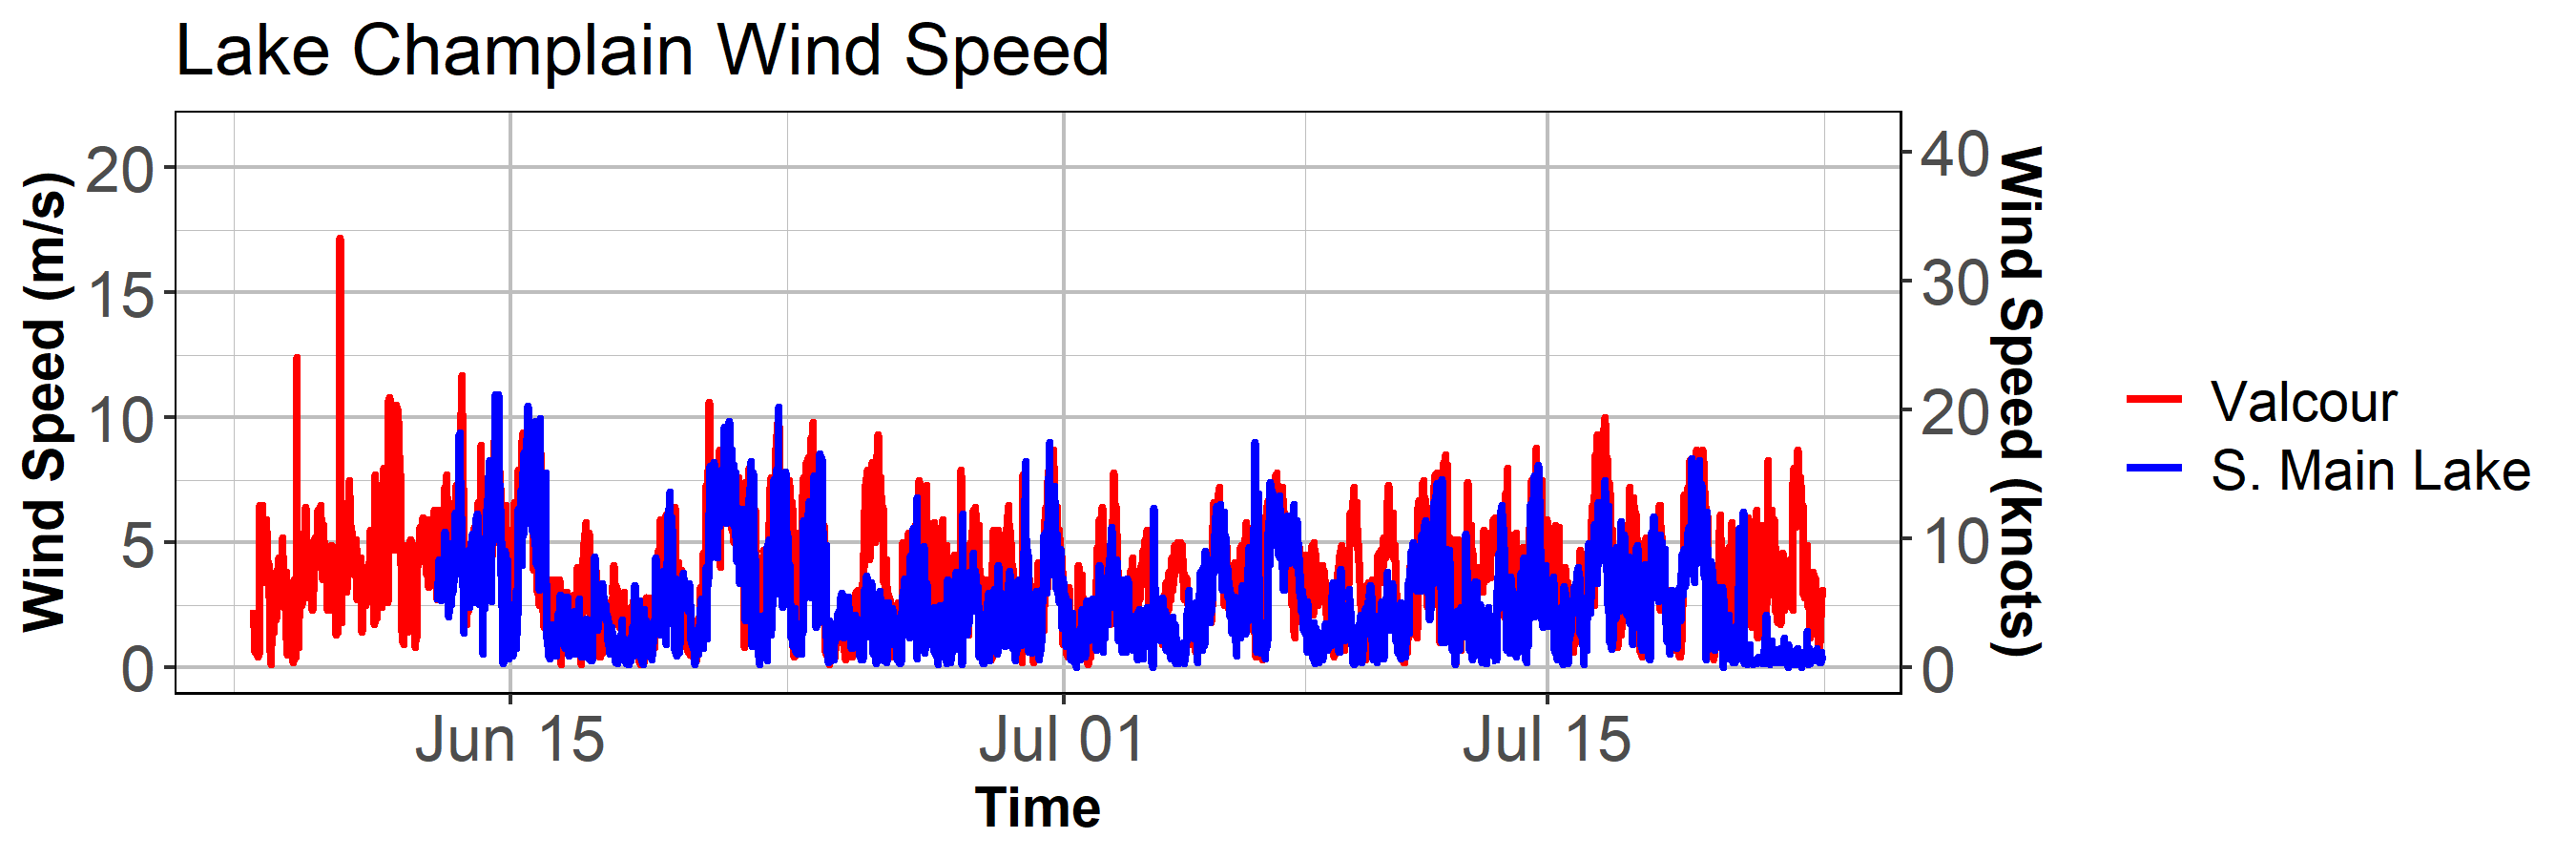 Lake Champlain Wind Speed
Wind Speed (m/s)
20
15
10
5
0
40
30
20
10
0
Wind Speed (knots)
Jun 15
Jul 01
Jul 15
Time
Valcour
S. Main Lake